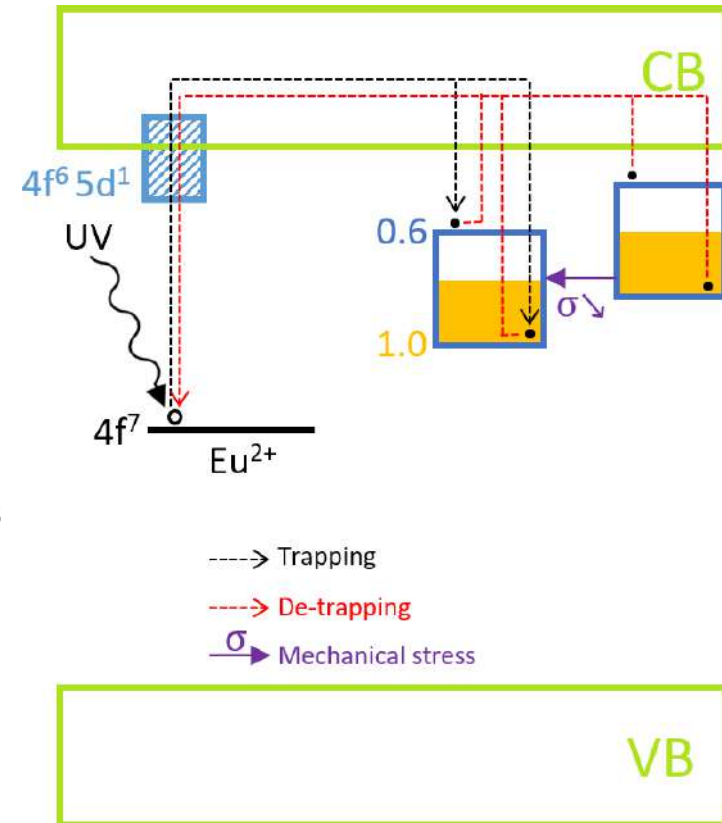 CB
4f⁶ 5d¹
UV
0.6
σ↘
1.0
4f⁷
Eu²⁺
Trapping
De-trapping
σ
Mechanical stress
VB